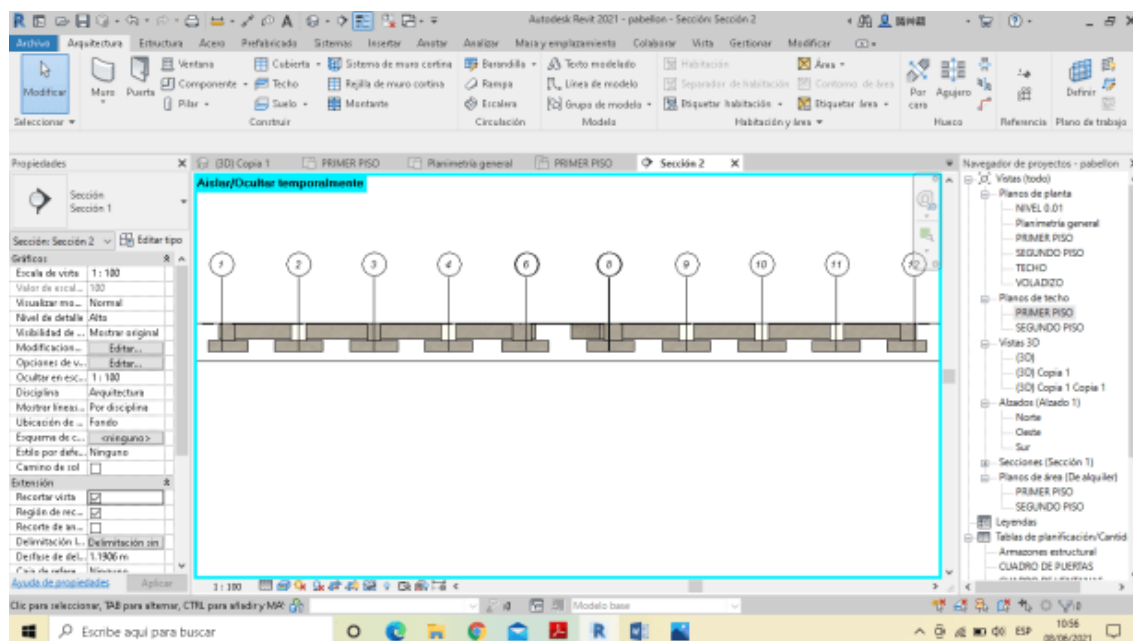 Autodesk Revit 2021 - pabellon - Sección: Sección 2
Archivo Arquitectura Estructura Acero Prefabricado Sistemas Insertar Anotar Analizar Masa y emplazamiento Colaborar Vista Gestionar Modificar
Modificar
Muro
Puerta
Ventana
Componente
Pilar
Cubierta
Techo
Suelo
Sistema de muro cortina
Rejilla de muro cortina
Montante
Barandilla
Rampa
Escalera
Texto modelado
Línea de modelo
Grupo de modelo
Habitación
Separador de habitación
Etiquetar habitación
Área
Contorno de área
Etiquetar área
Por cara
Agujero
Definir
Seleccionar
Construir
Circulación
Modelo
Habitación y área
Hueco
Referencia
Plano de trabajo
Propiedades
(3D) Copia 1
PRIMER PISO
Planimetría general
PRIMER PISO
Sección 2
Navegador de proyectos - pabellon
Sección
Sección 1
Sección: Sección 2
Editar tipo
Gráficos
Escala de vista 1 : 100
Valor de escal... 100
Visualizar mo... Normal
Nivel de detalle Alto
Visibilidad de ... Mostrar original
Modificacion... Editar...
Opciones de v... Editar...
Ocultar en esc... 1 : 100
Disciplina Arquitectura
Mostrar líneas... Por disciplina
Ubicación de ... Fondo
Esquema de c... <ninguno>
Estilo por defe... Ninguno
Camino de sol
Extensión
Recortar vista
Región de rec...
Recorte de an...
Delimitación l... Delimitación sin
Desfase de del... 1.1906 m
Ayuda de propiedades
Aplicar
Aislar/Ocultar temporalmente
1 2 3 4 6 8 9 10 11 12
1 : 100
Vistas (todo)
Planos de planta
NIVEL 0.01
Planimetría general
PRIMER PISO
SEGUNDO PISO
TECHO
VOLADIZO
Planos de techo
PRIMER PISO
SEGUNDO PISO
Vistas 3D
(3D)
(3D) Copia 1
(3D) Copia 1 Copia 1
Alzados (Alzado 1)
Norte
Oeste
Sur
Secciones (Sección 1)
Planos de área (De alquiler)
PRIMER PISO
SEGUNDO PISO
Leyendas
Tablas de planificación/Cantid
Armazones estructural
CUADRO DE PUERTAS
Clic para seleccionar, TAB para alternar, CTRL para añadir y MAY
Modelo base
Escribe aquí para buscar
ESP
10:56
08/06/2021